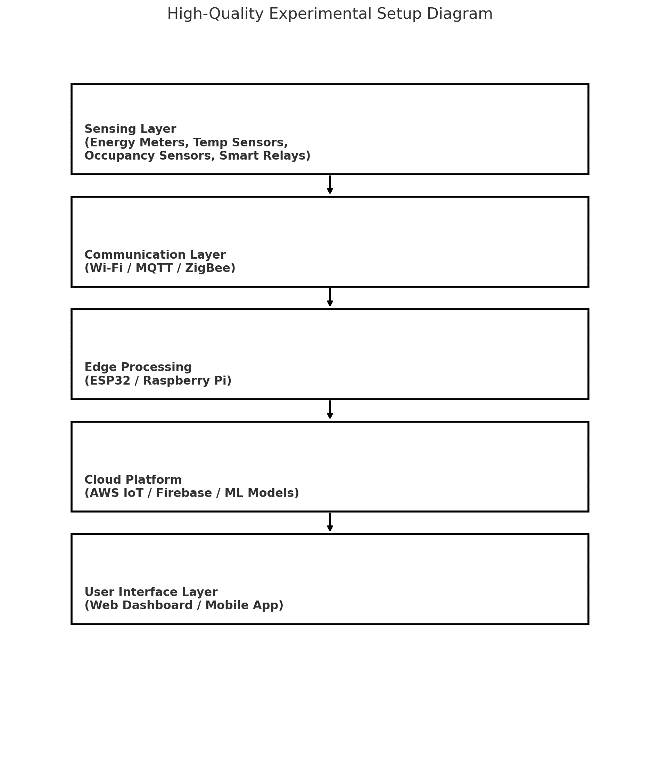 High-Quality Experimental Setup Diagram
Sensing Layer
(Energy Meters, Temp Sensors,
Occupancy Sensors, Smart Relays)
Communication Layer
(Wi-Fi / MQTT / ZigBee)
Edge Processing
(ESP32 / Raspberry Pi)
Cloud Platform
(AWS IoT / Firebase / ML Models)
User Interface Layer
(Web Dashboard / Mobile App)